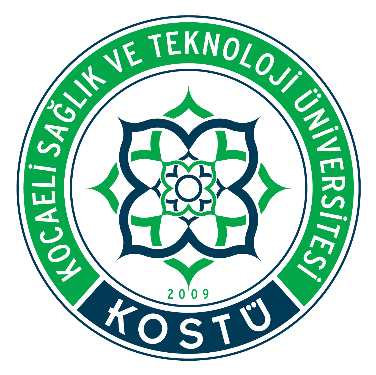 KOCAELİ SAĞLIK VE TEKNOLOJİ ÜNİVERSİTESİ
2009
KOSTÜ